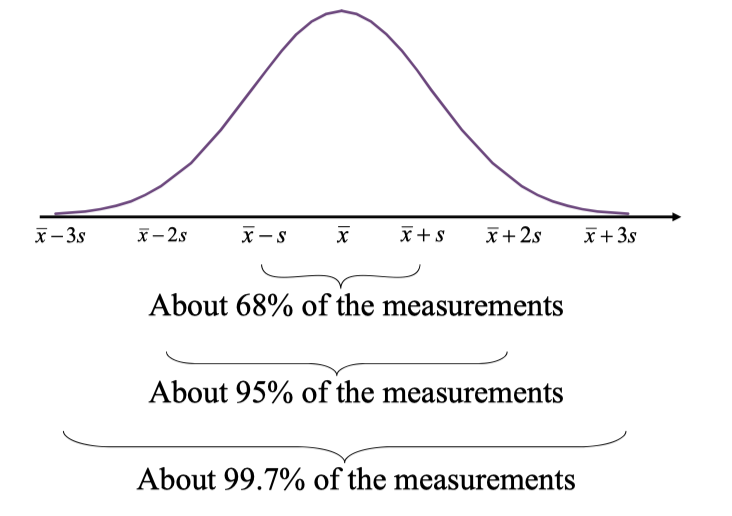 x̄ – 3s x̄ – 2s x̄ – s x̄ x̄ + s x̄ + 2s x̄ + 3s
About 68% of the measurements
About 95% of the measurements
About 99.7% of the measurements